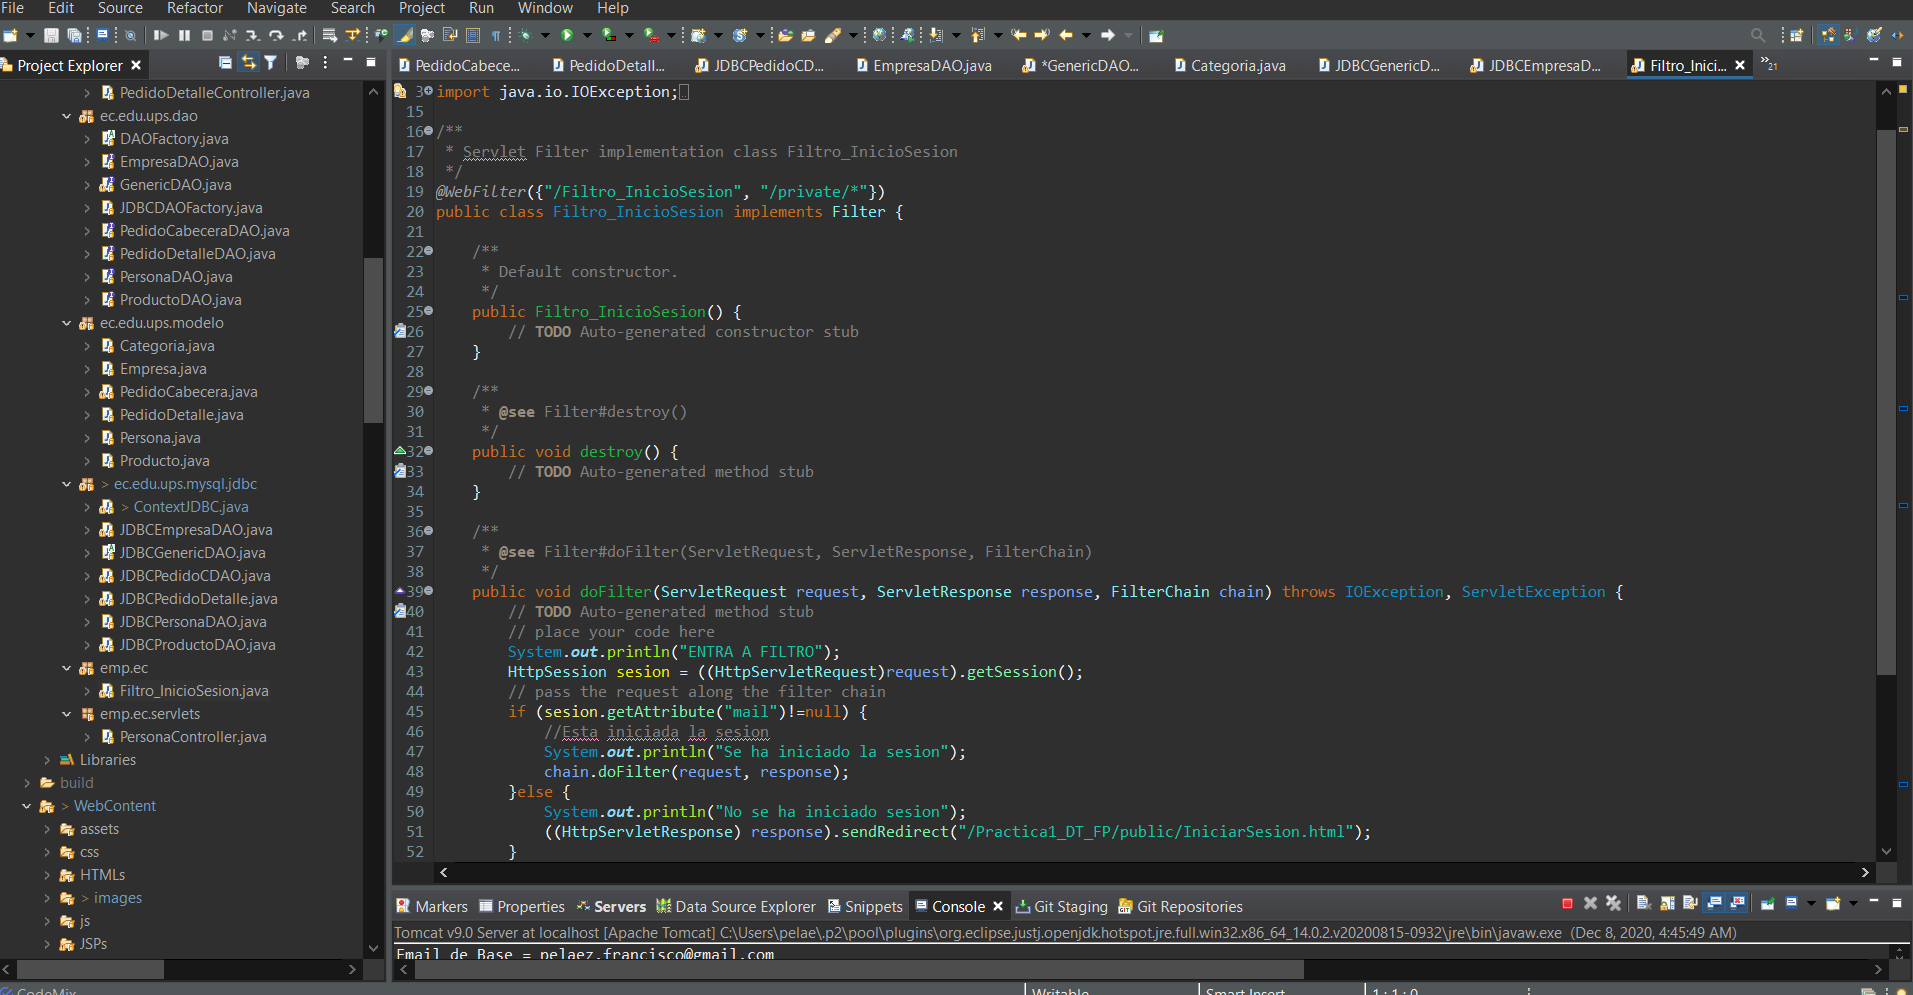 File Edit Source Refactor Navigate Search Project Run Window Help
Project Explorer
PedidoCabece... PedidoDetall... JDBCPedidoCD... EmpresaDAO.java *GenericDAO... Categoria.java JDBCGenericD... JDBCEmpresaD... Filtro_Inici... 21
PedidoDetalleController.java
ec.edu.ups.dao
DAOFactory.java
EmpresaDAO.java
GenericDAO.java
JDBCDAOFactory.java
PedidoCabeceraDAO.java
PedidoDetalleDAO.java
PersonaDAO.java
ProductoDAO.java
ec.edu.ups.modelo
Categoria.java
Empresa.java
PedidoCabecera.java
PedidoDetalle.java
Persona.java
Producto.java
> ec.edu.ups.mysql.jdbc
> ContextJDBC.java
JDBCEmpresaDAO.java
JDBCGenericDAO.java
JDBCPedidoCDAO.java
JDBCPedidoDetalle.java
JDBCPersonaDAO.java
JDBCProductoDAO.java
emp.ec
Filtro_InicioSesion.java
emp.ec.servlets
PersonaController.java
Libraries
build
> WebContent
assets
css
HTMLs
> images
js
JSPs
3 import java.io.IOException;
15
16 /**
17 * Servlet Filter implementation class Filtro_InicioSesion
18 */
19 @WebFilter({"/Filtro_InicioSesion", "/private/*"})
20 public class Filtro_InicioSesion implements Filter {
21
22 /**
23 * Default constructor.
24 */
25 public Filtro_InicioSesion() {
26 // TODO Auto-generated constructor stub
27 }
28
29 /**
30 * @see Filter#destroy()
31 */
32 public void destroy() {
33 // TODO Auto-generated method stub
34 }
35
36 /**
37 * @see Filter#doFilter(ServletRequest, ServletResponse, FilterChain)
38 */
39 public void doFilter(ServletRequest request, ServletResponse response, FilterChain chain) throws IOException, ServletException {
40 // TODO Auto-generated method stub
41 // place your code here
42 System.out.println("ENTRA A FILTRO");
43 HttpSession sesion = ((HttpServletRequest)request).getSession();
44 // pass the request along the filter chain
45 if (sesion.getAttribute("mail")!=null) {
46 //Esta iniciada la sesion
47 System.out.println("Se ha iniciado la sesion");
48 chain.doFilter(request, response);
49 }else {
50 System.out.println("No se ha iniciado sesion");
51 ((HttpServletResponse) response).sendRedirect("/Practica1_DT_FP/public/IniciarSesion.html");
52 }
Markers Properties Servers Data Source Explorer Snippets Console Git Staging Git Repositories
Tomcat v9.0 Server at localhost [Apache Tomcat] C:\Users\pelae\.p2\pool\plugins\org.eclipse.justj.openjdk.hotspot.jre.full.win32.x86_64_14.0.2.v20200815-0932\jre\bin\javaw.exe (Dec 8, 2020, 4:45:49 AM)
Email de Base = pelaez.francisco@gmail.com
CodeMix Writable Smart Insert 1 : 1 : 0